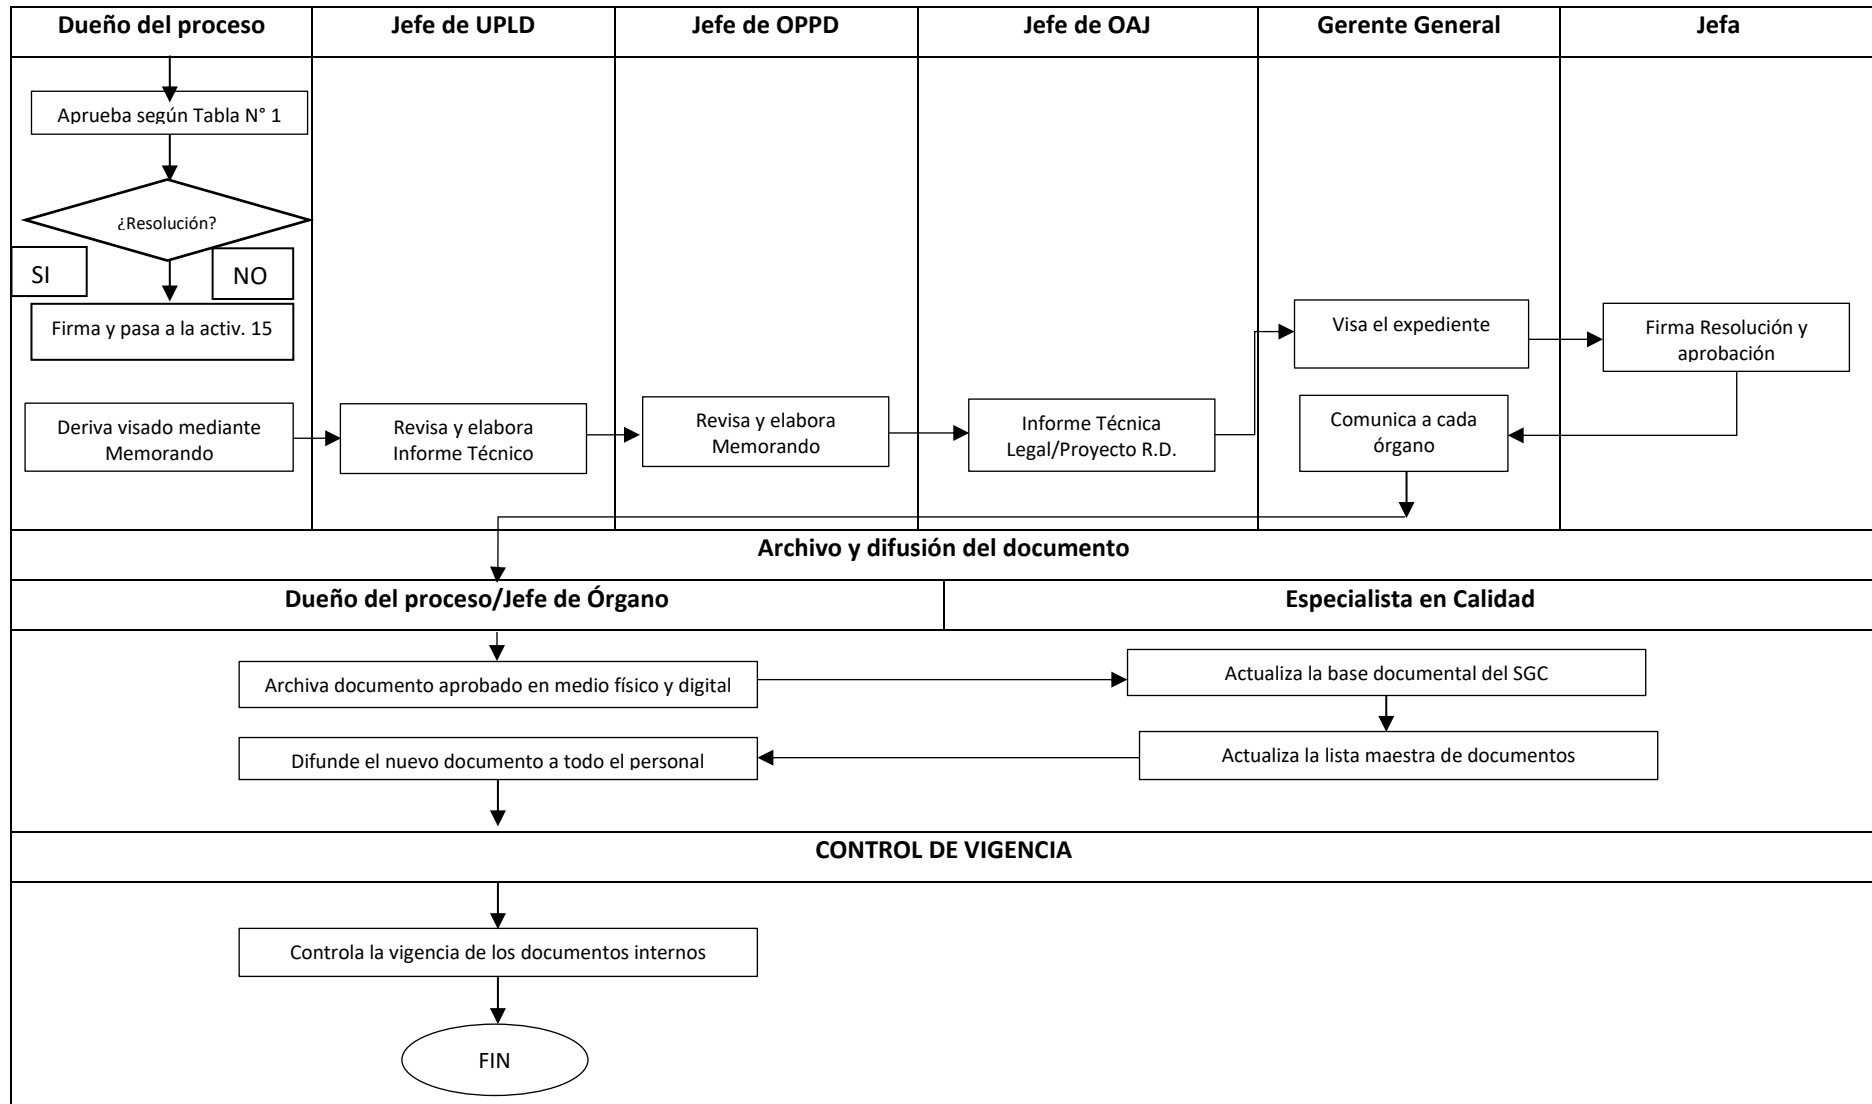 Dueño del proceso
Jefe de UPLD
Jefe de OPPD
Jefe de OAJ
Gerente General
Jefa
Aprueba según Tabla N° 1
¿Resolución?
SI
NO
Firma y pasa a la activ. 15
Deriva visado mediante
Memorando
Revisa y elabora
Informe Técnico
Revisa y elabora
Memorando
Informe Técnica
Legal/Proyecto R.D.
Visa el expediente
Firma Resolución y
aprobación
Comunica a cada
órgano
Archivo y difusión del documento
Dueño del proceso/Jefe de Órgano
Especialista en Calidad
Archiva documento aprobado en medio físico y digital
Actualiza la base documental del SGC
Actualiza la lista maestra de documentos
Difunde el nuevo documento a todo el personal
CONTROL DE VIGENCIA
Controla la vigencia de los documentos internos
FIN